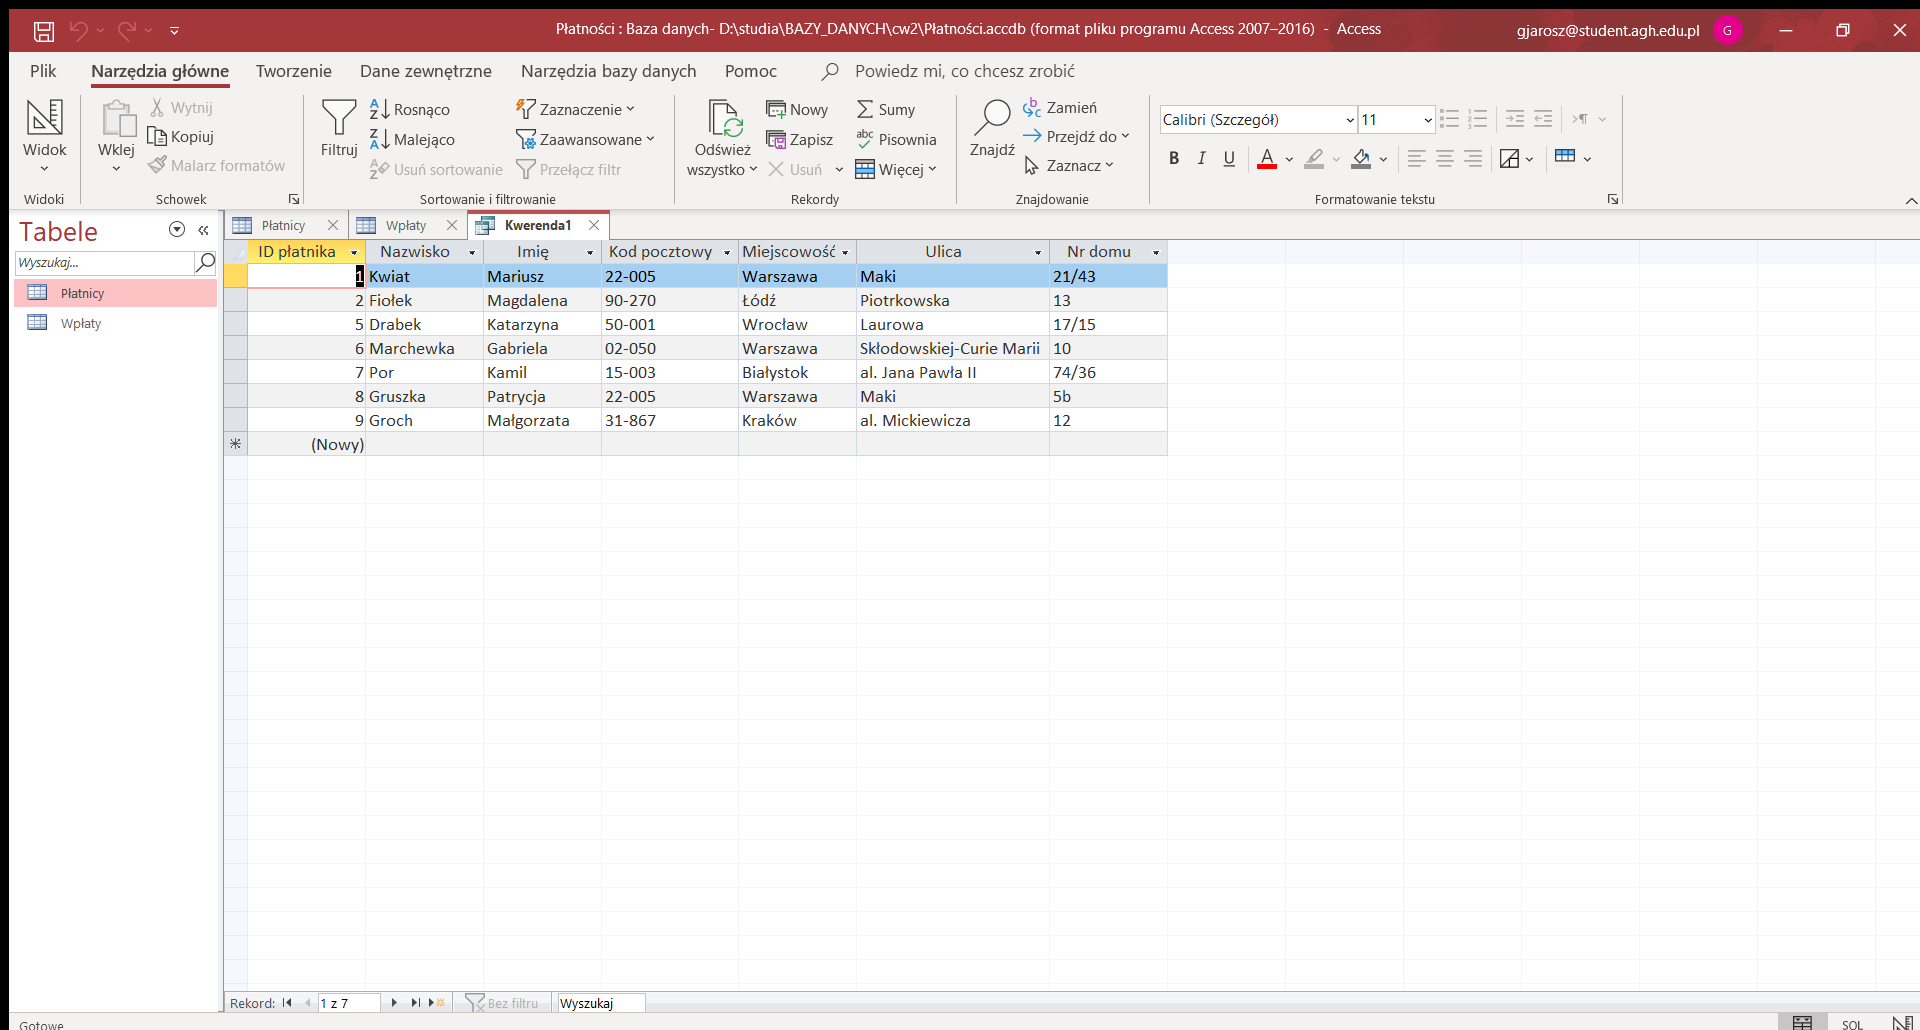 Płatności : Baza danych- D:\studia\BAZY_DANYCH\cw2\Płatności.accdb (format pliku programu Access 2007–2016) - Access
gjarosz@student.agh.edu.pl G
Plik Narzędzia główne Tworzenie Dane zewnętrzne Narzędzia bazy danych Pomoc Powiedz mi, co chcesz zrobić
Widok
Widoki
Wklej
Wytnij
Kopiuj
Malarz formatów
Schowek
Filtruj
Rosnąco
Malejąco
Usuń sortowanie
Zaznaczenie
Zaawansowane
Przełącz filtr
Sortowanie i filtrowanie
Odśwież
wszystko
Nowy
Zapisz
Usuń
Sumy
Pisownia
Więcej
Rekordy
Znajdź
Zamień
Przejdź do
Zaznacz
Znajdowanie
Calibri (Szczegół) 11
B I U A
Formatowanie tekstu
Tabele
Wyszukaj...
Płatnicy
Wpłaty
Płatnicy Wpłaty Kwerenda1
ID płatnika Nazwisko Imię Kod pocztowy Miejscowość Ulica Nr domu
1 Kwiat Mariusz 22-005 Warszawa Maki 21/43
2 Fiołek Magdalena 90-270 Łódź Piotrkowska 13
5 Drabek Katarzyna 50-001 Wrocław Laurowa 17/15
6 Marchewka Gabriela 02-050 Warszawa Skłodowskiej-Curie Marii 10
7 Por Kamil 15-003 Białystok al. Jana Pawła II 74/36
8 Gruszka Patrycja 22-005 Warszawa Maki 5b
9 Groch Małgorzata 31-867 Kraków al. Mickiewicza 12
(Nowy)
Rekord: 1 z 7 Bez filtru Wyszukaj
Gotowe SQL